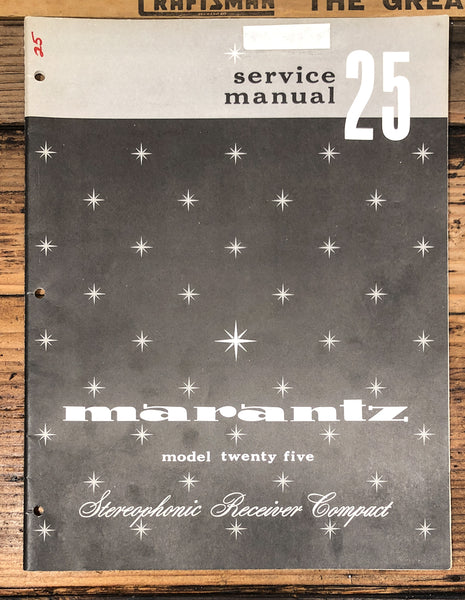 CRAFTSMAN THE GREA
25
service
manual
25
marantz
model twenty five
Stereophonic Receiver Compact